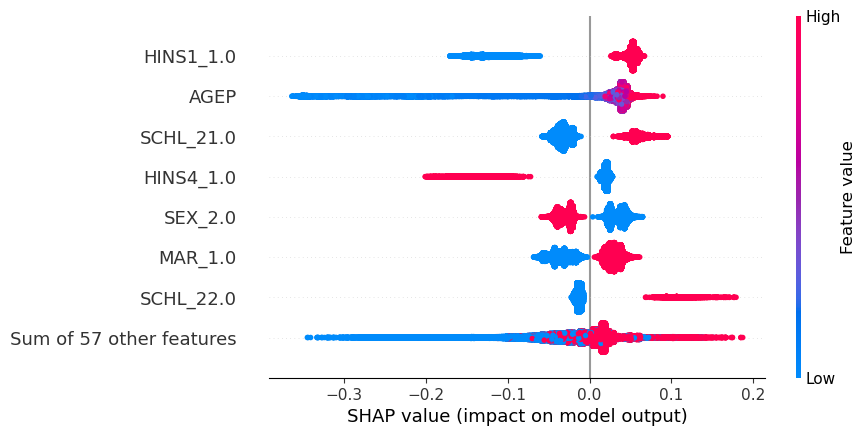 High
HINS1_1.0
AGEP
SCHL_21.0
HINS4_1.0
SEX_2.0
MAR_1.0
SCHL_22.0
Sum of 57 other features
Feature value
Low
−0.3 −0.2 −0.1 0.0 0.1 0.2
SHAP value (impact on model output)